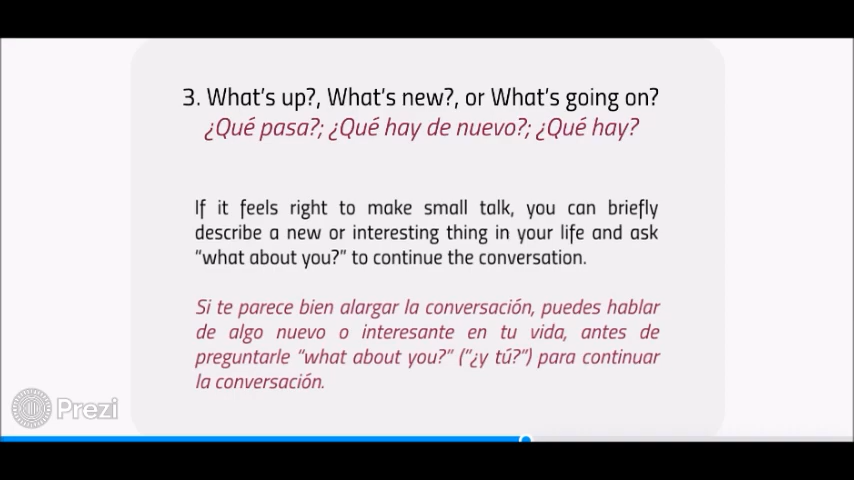 3. What's up?, What's new?, or What's going on?
¿Qué pasa?; ¿Qué hay de nuevo?; ¿Qué hay?
If it feels right to make small talk, you can briefly
describe a new or interesting thing in your life and ask
“what about you?” to continue the conversation.
Si te parece bien alargar la conversación, puedes hablar
de algo nuevo o interesante en tu vida, antes de
preguntarle “what about you?” (“¿y tú?”) para continuar
la conversación.
Prezi